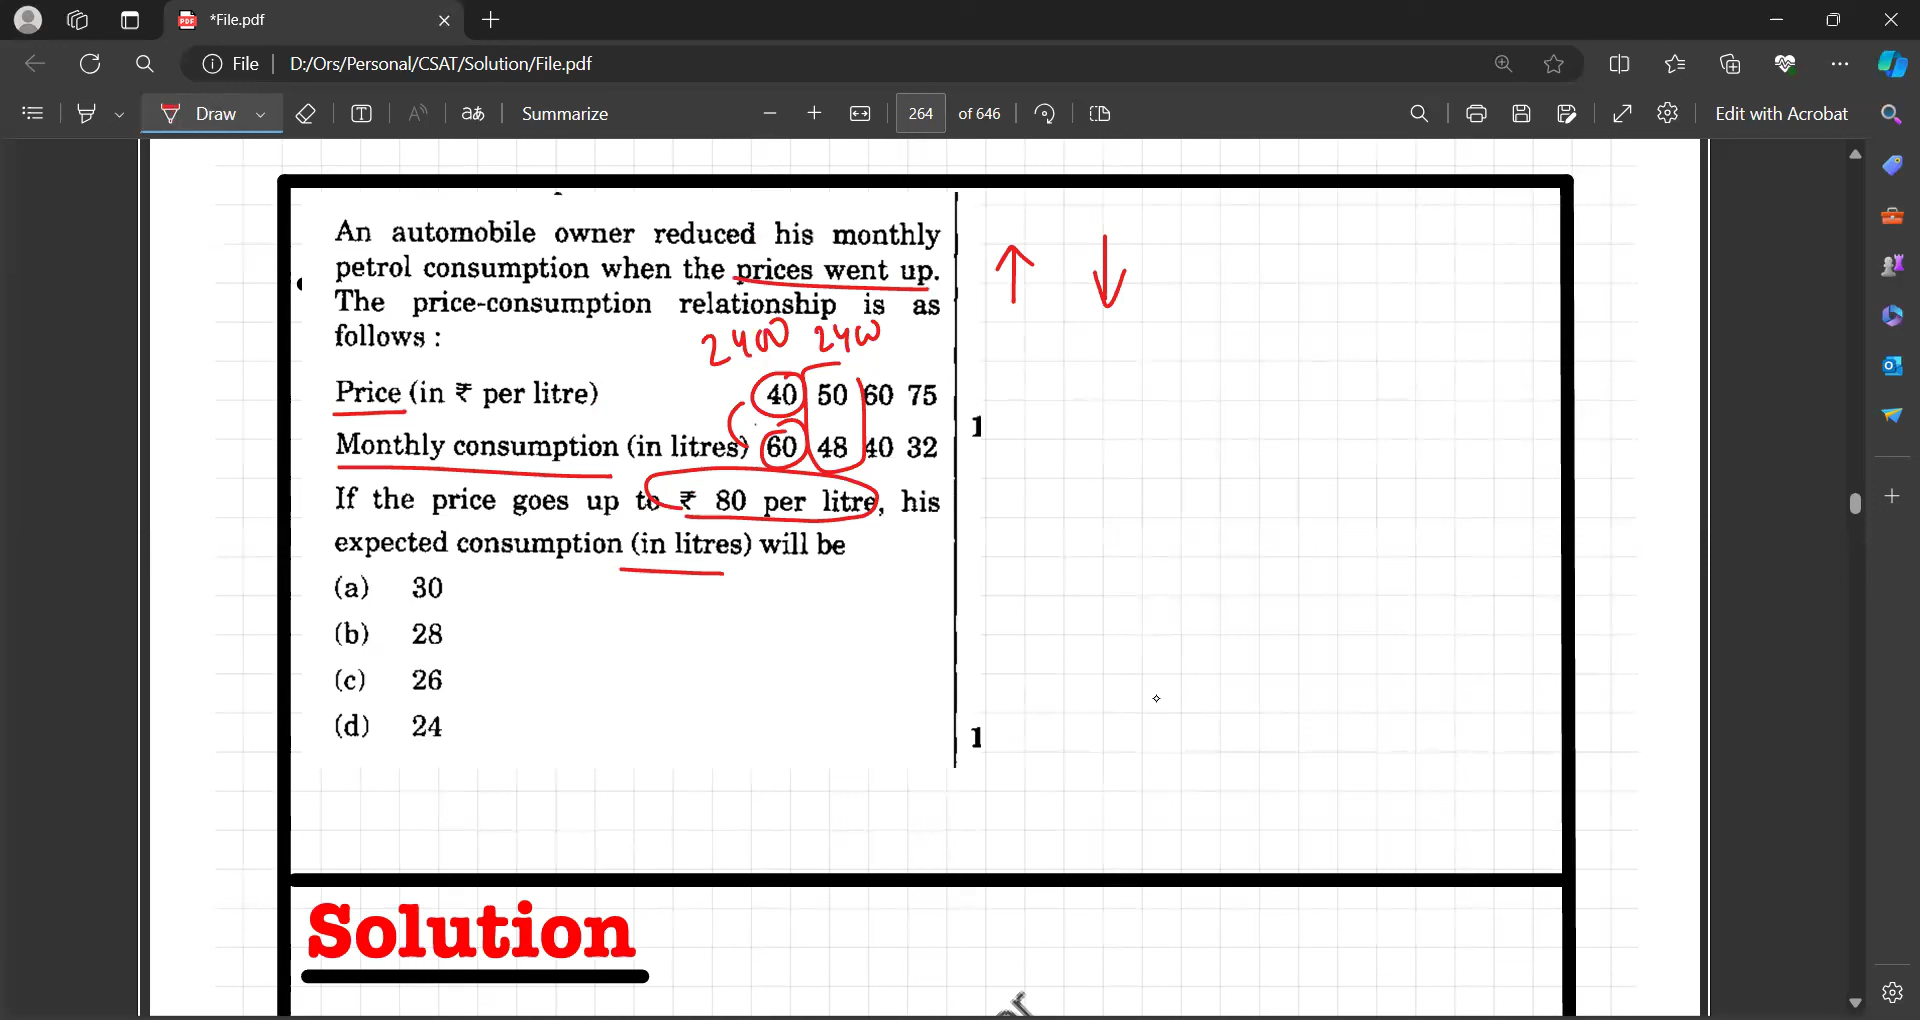 *File.pdf
File
D:/Ors/Personal/CSAT/Solution/File.pdf
Draw
aあ
Summarize
264 of 646
Edit with Acrobat
An automobile owner reduced his monthly
petrol consumption when the prices went up.
The price-consumption relationship is as
follows :
2400 2400
Price (in ₹ per litre) 40 50 60 75
Monthly consumption (in litres) 60 48 40 32
If the price goes up to ₹ 80 per litre, his
expected consumption (in litres) will be
(a) 30
(b) 28
(c) 26
(d) 24
1
1
Solution